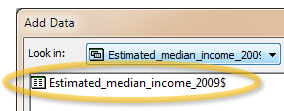 Add Data
Look in: Estimated_median_income_2009
Estimated_median_income_2009$